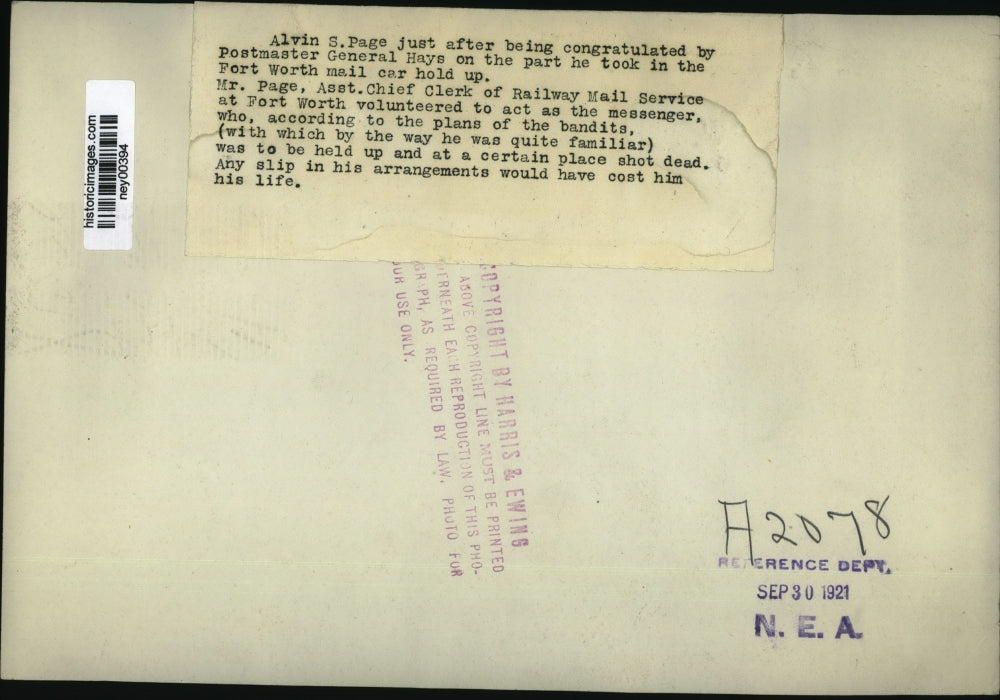 Alvin S.Page just after being congratulated by
Postmaster General Hays on the part he took in the
Fort Worth mail car hold up.
Mr. Page, Asst.Chief Clerk of Railway Mail Service
at Fort Worth volunteered to act as the messenger,
who, according to the plans of the bandits,
(with which by the way he was quite familiar)
was to be held up and at a certain place shot dead.
Any slip in his arrangements would have cost him
his life.
historicimages.com
ney00394
COPYRIGHT BY HARRIS & EWING
ABOVE COPYRIGHT LINE MUST BE PRINTED
ERNEATH EACH REPRODUCTION OF THIS PHO-
GRAPH, AS REQUIRED BY LAW. PHOTO FOR
OUR USE ONLY.
A2078
REFERENCE DEPT.
SEP 30 1921
N. E. A.